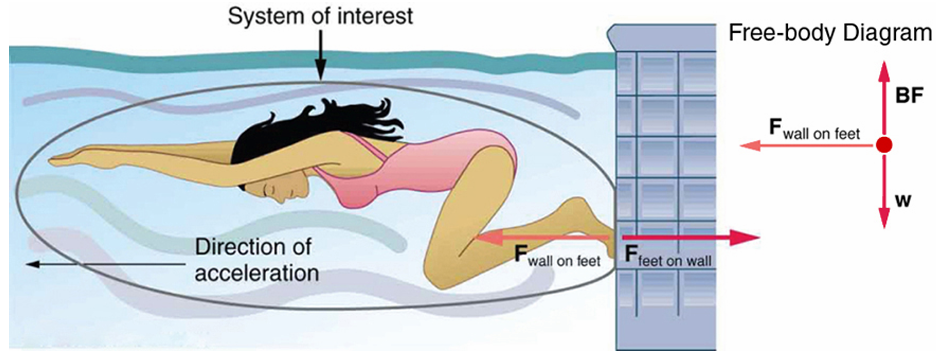 System of interest
Free-body Diagram
BF
F wall on feet
w
Direction of
acceleration
F wall on feet
F feet on wall